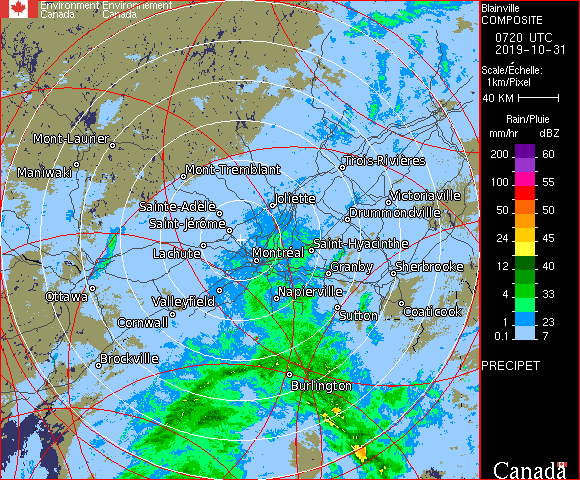 Environment Environnement
Canada Canada
Blainville
COMPOSITE
0720 UTC
2019-10-31
Scale/Échelle:
1km/Pixel
40 KM
Rain/Pluie
mm/hr dBZ
200 60
100 55
50 50
24 45
12 40
4 33
1 23
0.1 7
PRECIPET
Mont-Laurier
Maniwaki
Mont-Tremblant
Trois-Rivières
Joliette
Victoriaville
Sainte-Adèle
Drummondville
Saint-Jérôme
Saint-Hyacinthe
Lachute
Montréal
Granby
Sherbrooke
Ottawa
Napierville
Valleyfield
Coaticook
Sutton
Cornwall
Brockville
Burlington
Canada